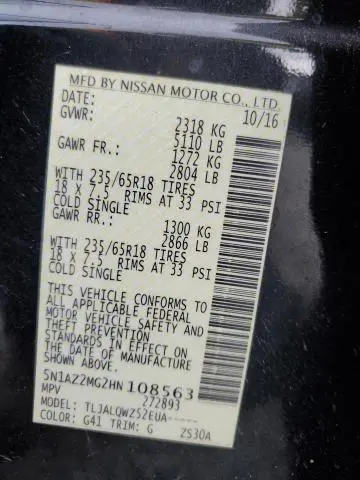 MFD BY NISSAN MOTOR CO., LTD.
DATE: 10/16
GVWR: 2318 KG
5110 LB
GAWR FR.: 1272 KG
2804 LB
WITH 235/65R18 TIRES
18 X 7.5 RIMS AT 33 PSI
COLD SINGLE
GAWR RR.: 1300 KG
2866 LB
WITH 235/65R18 TIRES
18 X 7.5 RIMS AT 33 PSI
COLD SINGLE
THIS VEHICLE CONFORMS TO
ALL APPLICABLE FEDERAL
MOTOR VEHICLE SAFETY AND
THEFT PREVENTION
STANDARDS IN EFFECT ON
THE DATE OF MANUFACTURE
SHOWN ABOVE.
5N1AZ2MG2HN108563
MPV 272893
MODEL: TLJALQWZ52EUA-----
COLOR: G41 TRIM: G ZS30A